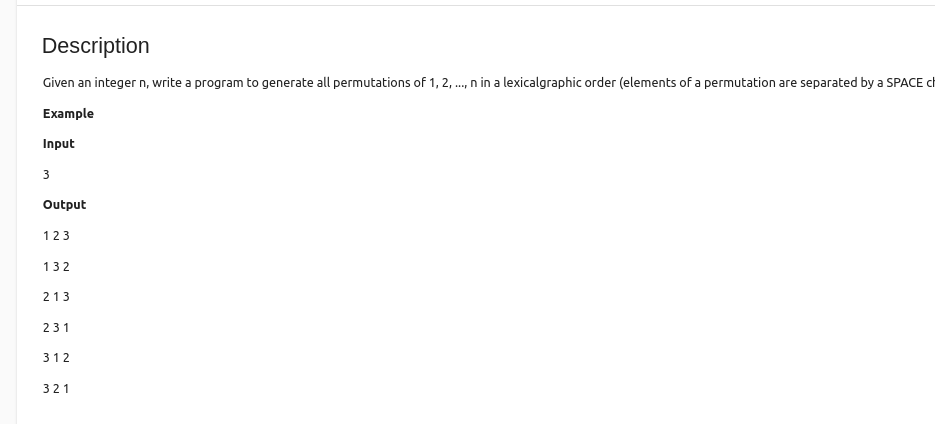 Description
Given an integer n, write a program to generate all permutations of 1, 2, ..., n in a lexicalgraphic order (elements of a permutation are separated by a SPACE
Example
Input
3
Output
1 2 3
1 3 2
2 1 3
2 3 1
3 1 2
3 2 1